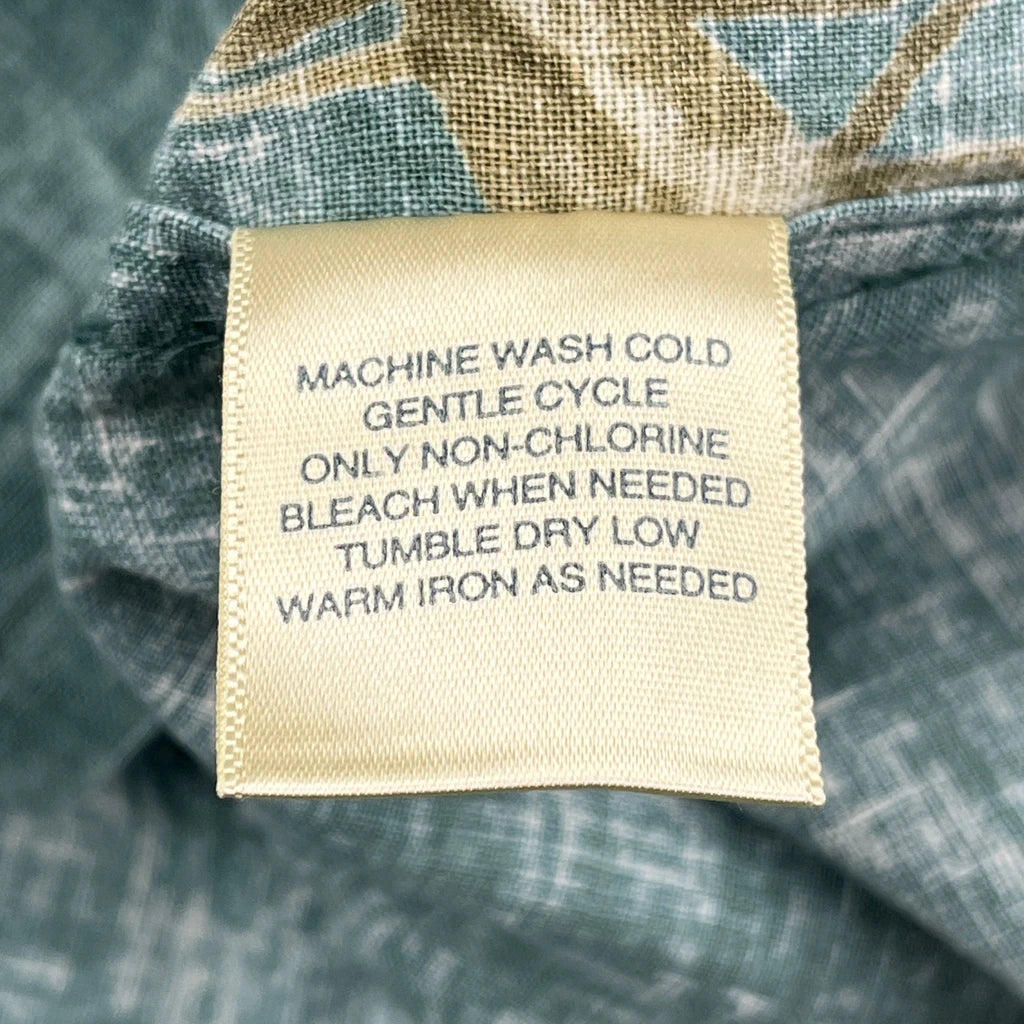 MACHINE WASH COLD
GENTLE CYCLE
ONLY NON-CHLORINE
BLEACH WHEN NEEDED
TUMBLE DRY LOW
WARM IRON AS NEEDED